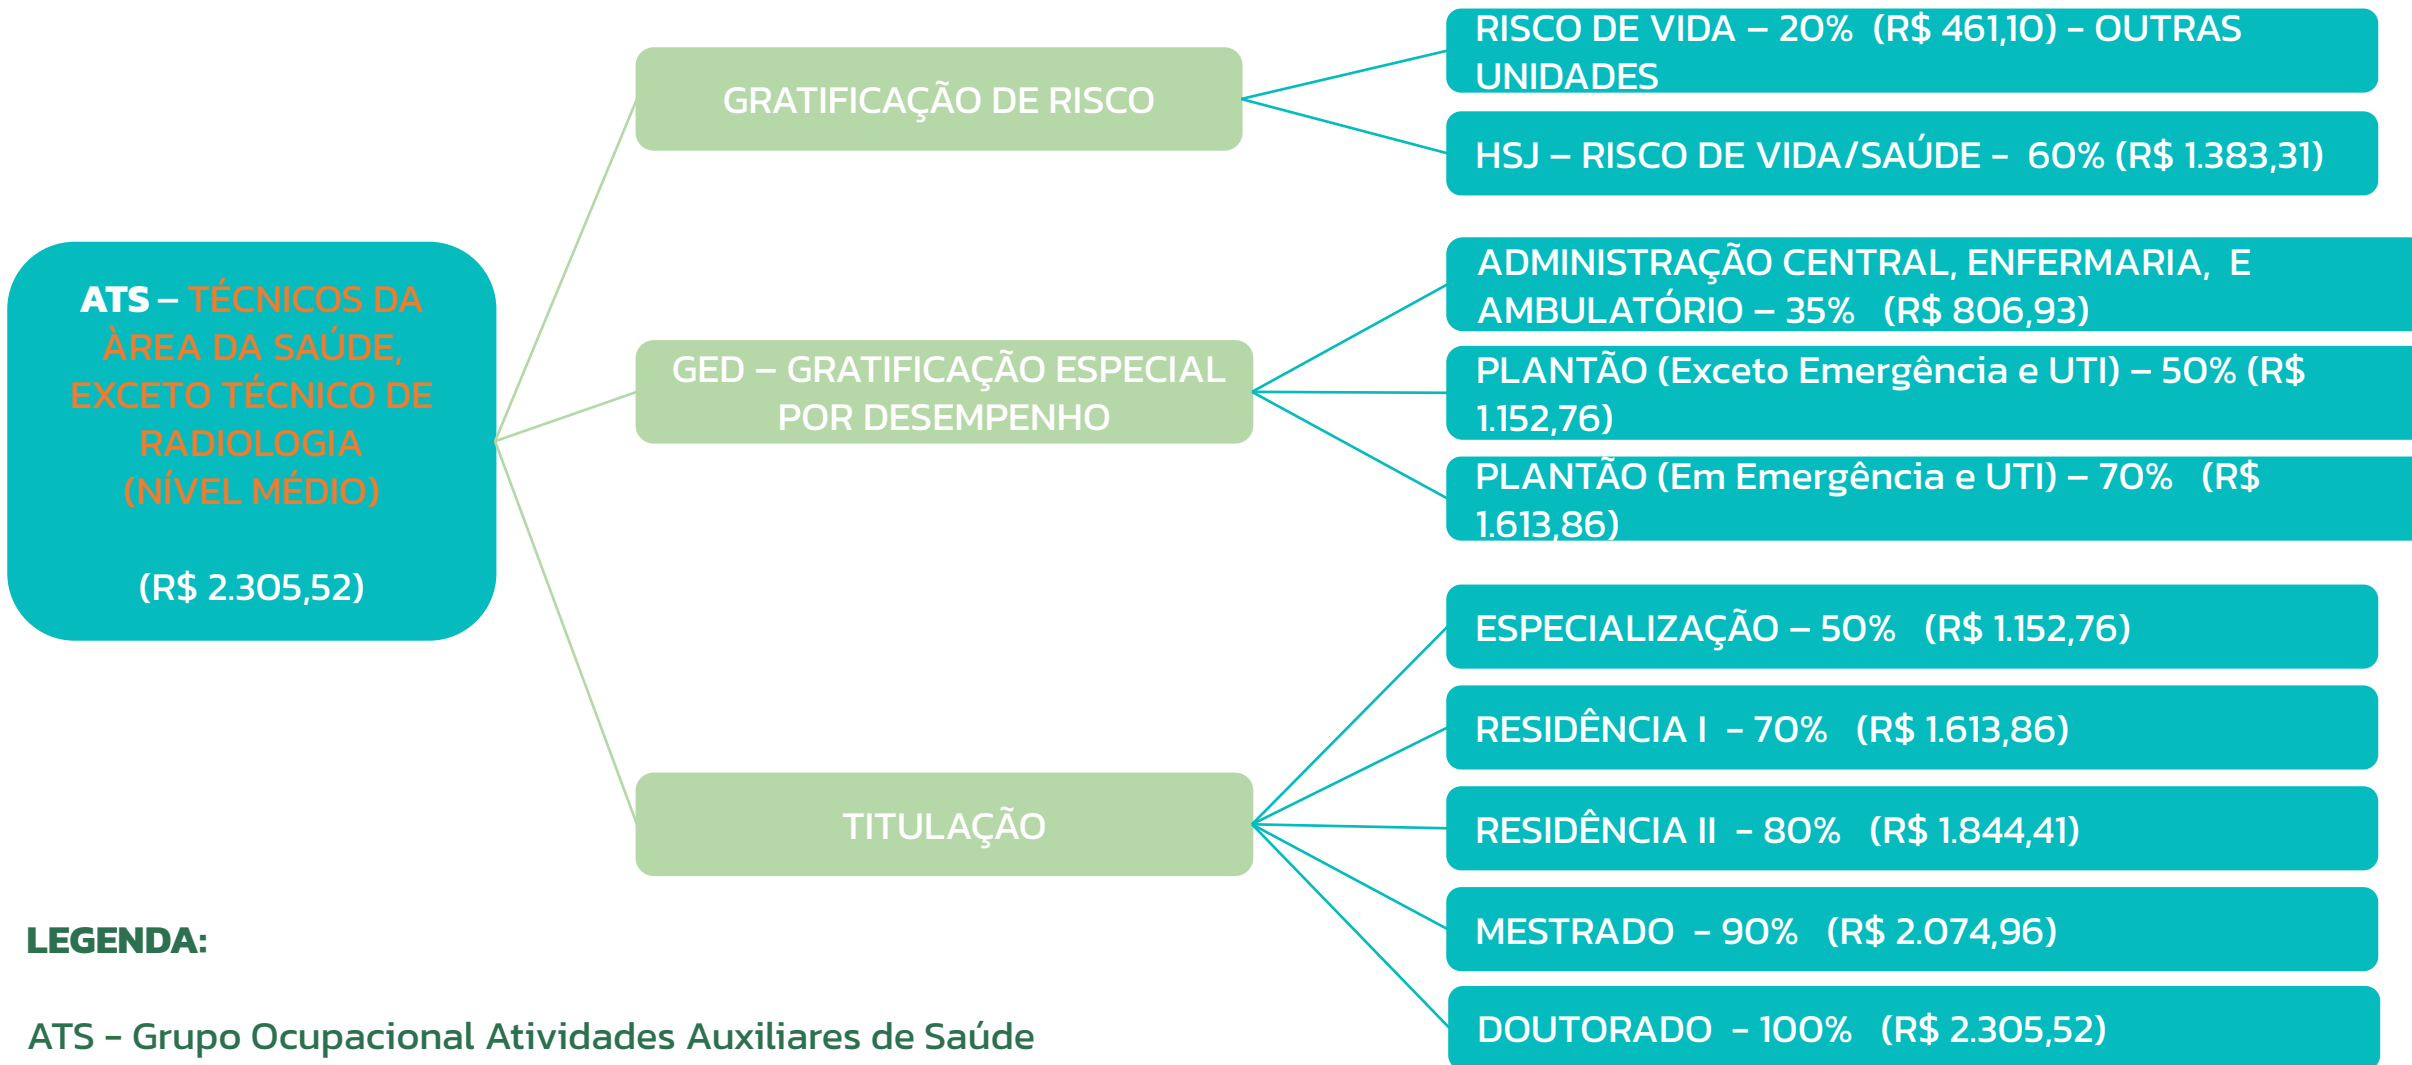 ATS – TÉCNICOS DA
ÀREA DA SAÚDE,
EXCETO TÉCNICO DE
RADIOLOGIA
(NÍVEL MÉDIO)
(R$ 2.305,52)
GRATIFICAÇÃO DE RISCO
RISCO DE VIDA – 20% (R$ 461,10) - OUTRAS
UNIDADES
HSJ – RISCO DE VIDA/SAÚDE - 60% (R$ 1.383,31)
GED – GRATIFICAÇÃO ESPECIAL
POR DESEMPENHO
ADMINISTRAÇÃO CENTRAL, ENFERMARIA, E
AMBULATÓRIO – 35% (R$ 806,93)
PLANTÃO (Exceto Emergência e UTI) – 50% (R$
1.152,76)
PLANTÃO (Em Emergência e UTI) – 70% (R$
1.613,86)
TITULAÇÃO
ESPECIALIZAÇÃO – 50% (R$ 1.152,76)
RESIDÊNCIA I - 70% (R$ 1.613,86)
RESIDÊNCIA II - 80% (R$ 1.844,41)
MESTRADO - 90% (R$ 2.074,96)
DOUTORADO - 100% (R$ 2.305,52)
LEGENDA:
ATS - Grupo Ocupacional Atividades Auxiliares de Saúde